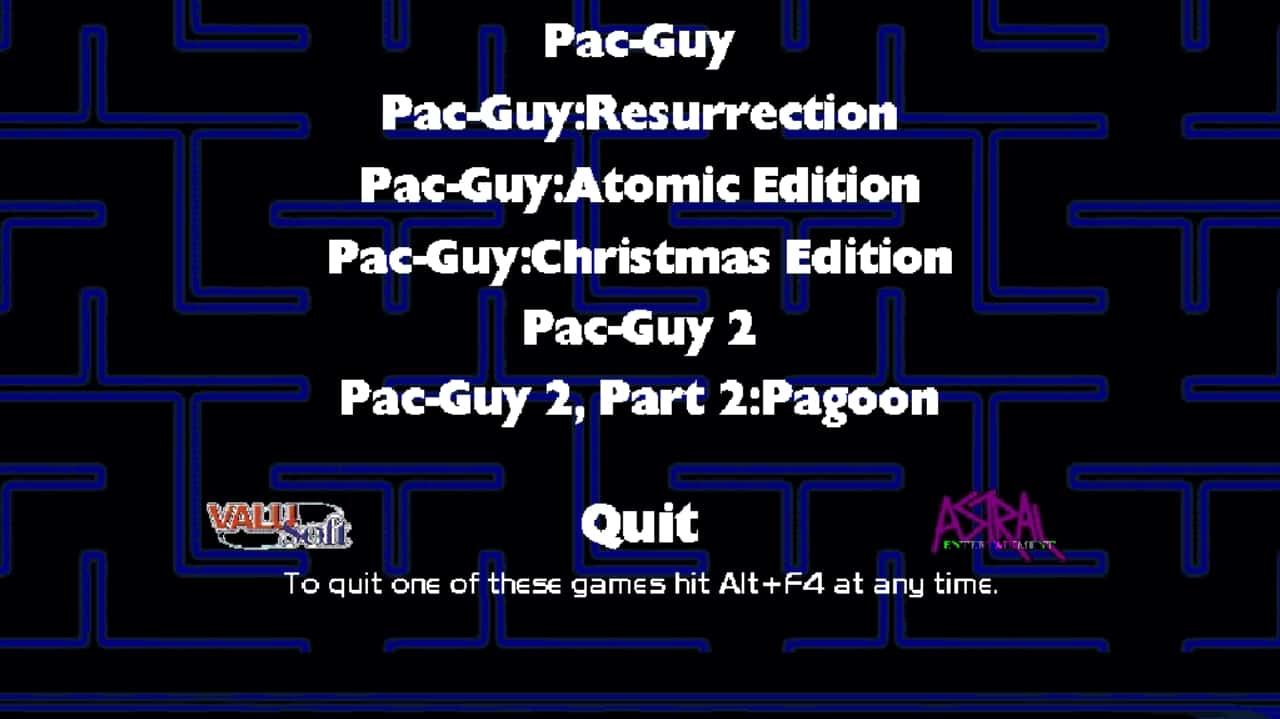 Pac-Guy
Pac-Guy:Resurrection
Pac-Guy:Atomic Edition
Pac-Guy:Christmas Edition
Pac-Guy 2
Pac-Guy 2, Part 2:Pagoon
VALU Soft
Quit
ASTRAL
ENTERTAINMENT
To quit one of these games hit Alt+F4 at any time.